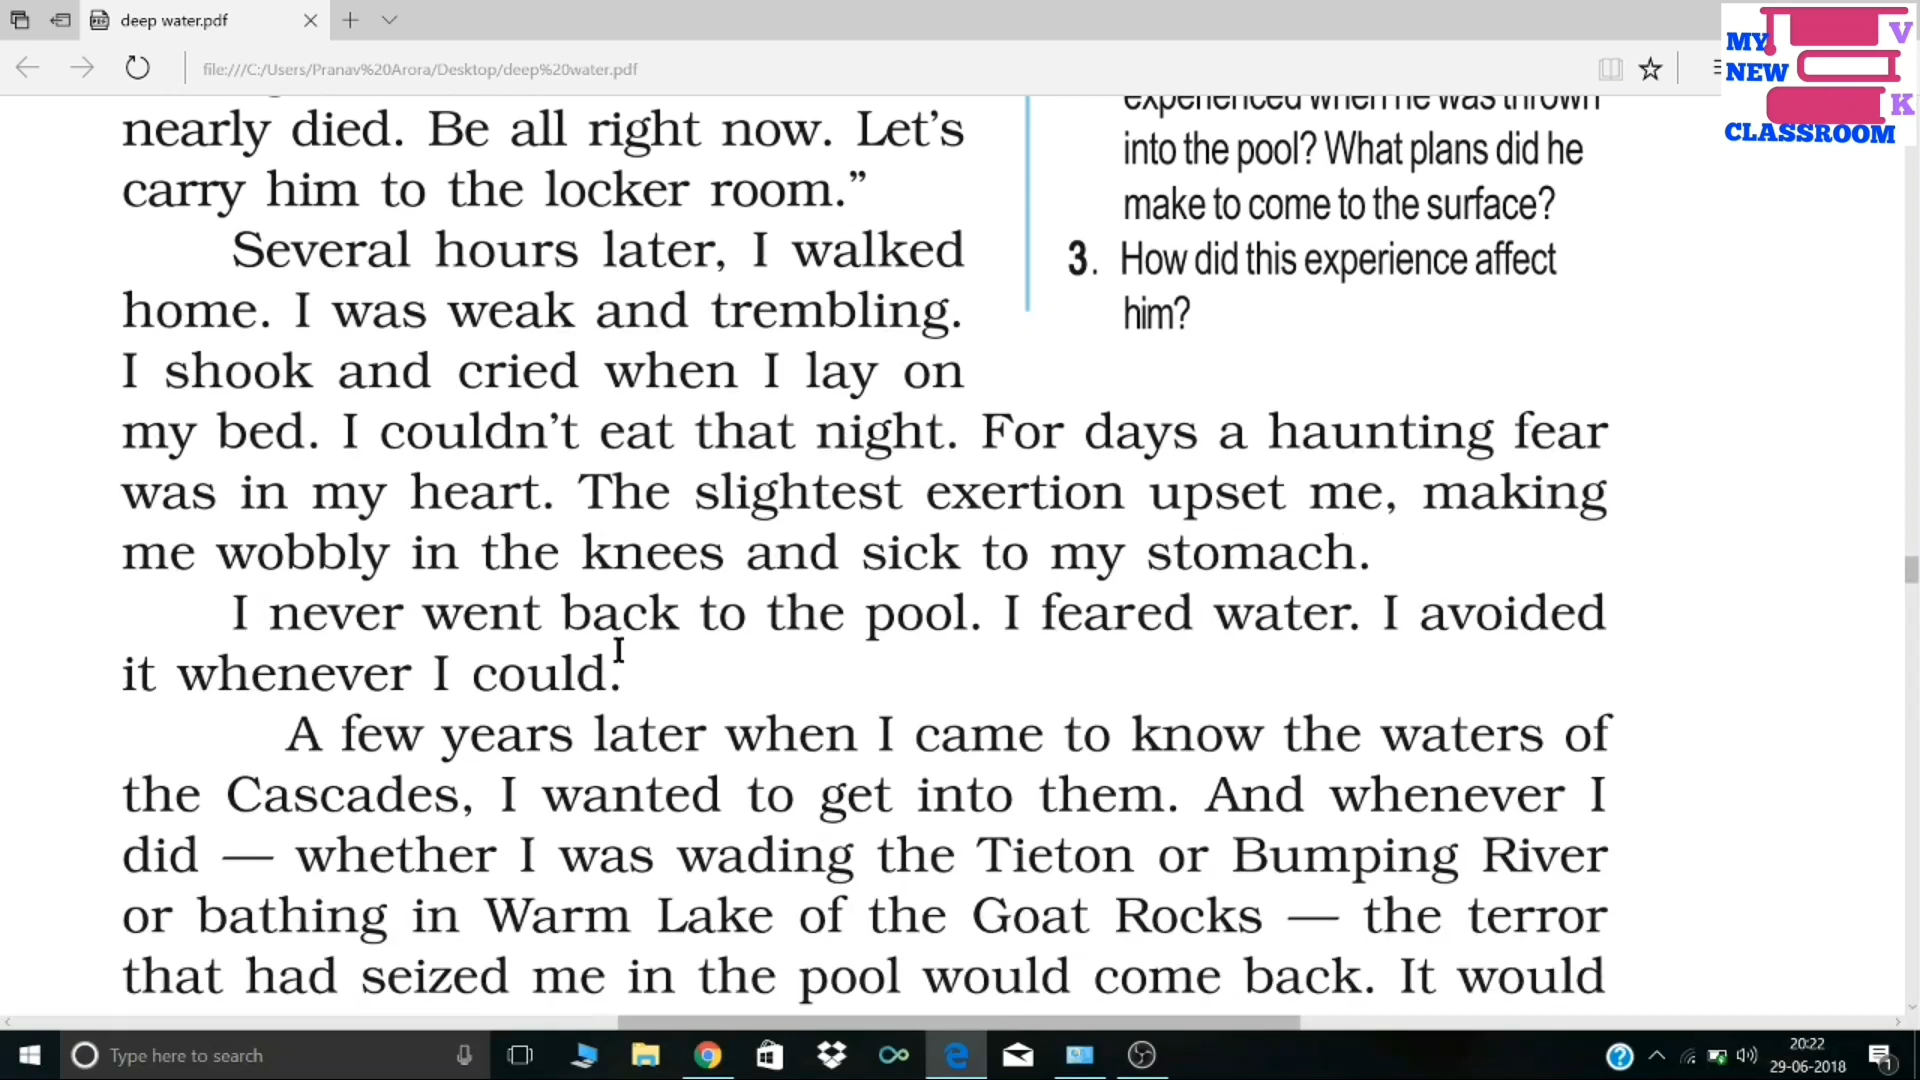 deep water.pdf
file:///C:/Users/Pranav%20Arora/Desktop/deep%20water.pdf
MY
NEW
CLASSROOM
V
K
nearly died. Be all right now. Let’s
carry him to the locker room.”
Several hours later, I walked
home. I was weak and trembling.
I shook and cried when I lay on
my bed. I couldn’t eat that night. For days a haunting fear
was in my heart. The slightest exertion upset me, making
me wobbly in the knees and sick to my stomach.
I never went back to the pool. I feared water. I avoided
it whenever I could.
A few years later when I came to know the waters of
the Cascades, I wanted to get into them. And whenever I
did — whether I was wading the Tieton or Bumping River
or bathing in Warm Lake of the Goat Rocks — the terror
that had seized me in the pool would come back. It would
experienced when he was thrown
into the pool? What plans did he
make to come to the surface?
3. How did this experience affect
him?
Type here to search
20:22
29-06-2018
1